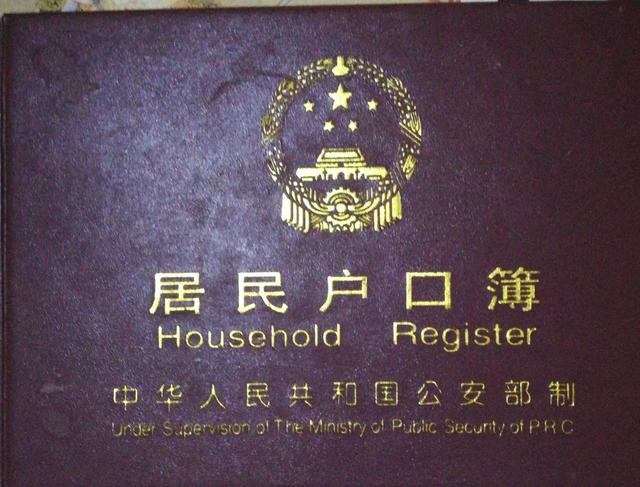 居民户口簿
Household Register
中华人民共和国公安部制
Under Supervision of The Ministry of Public Security of P.R.C